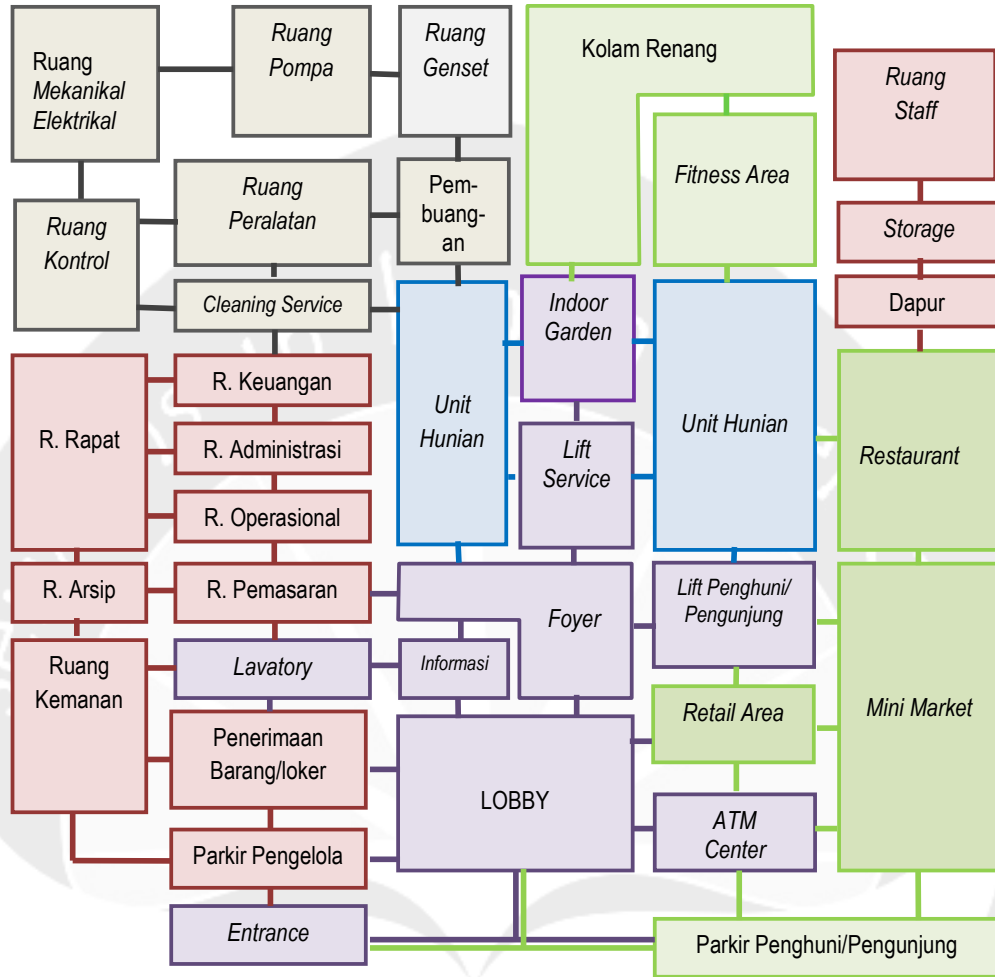 Ruang
Mekanikal
Elektrikal
Ruang
Pompa
Ruang
Genset
Kolam Renang
Ruang
Staff
Fitness Area
Ruang
Kontrol
Ruang
Peralatan
Pem-
buang-
an
Storage
Cleaning Service
Indoor
Garden
Dapur
R. Rapat
R. Keuangan
R. Administrasi
R. Operasional
Unit
Hunian
Lift
Service
Unit Hunian
Restaurant
R. Arsip
R. Pemasaran
Foyer
Lift Penghuni/
Pengunjung
Ruang
Kemanan
Lavatory
Informasi
Retail Area
Mini Market
Penerimaan
Barang/loker
LOBBY
ATM
Center
Parkir Pengelola
Entrance
Parkir Penghuni/Pengunjung